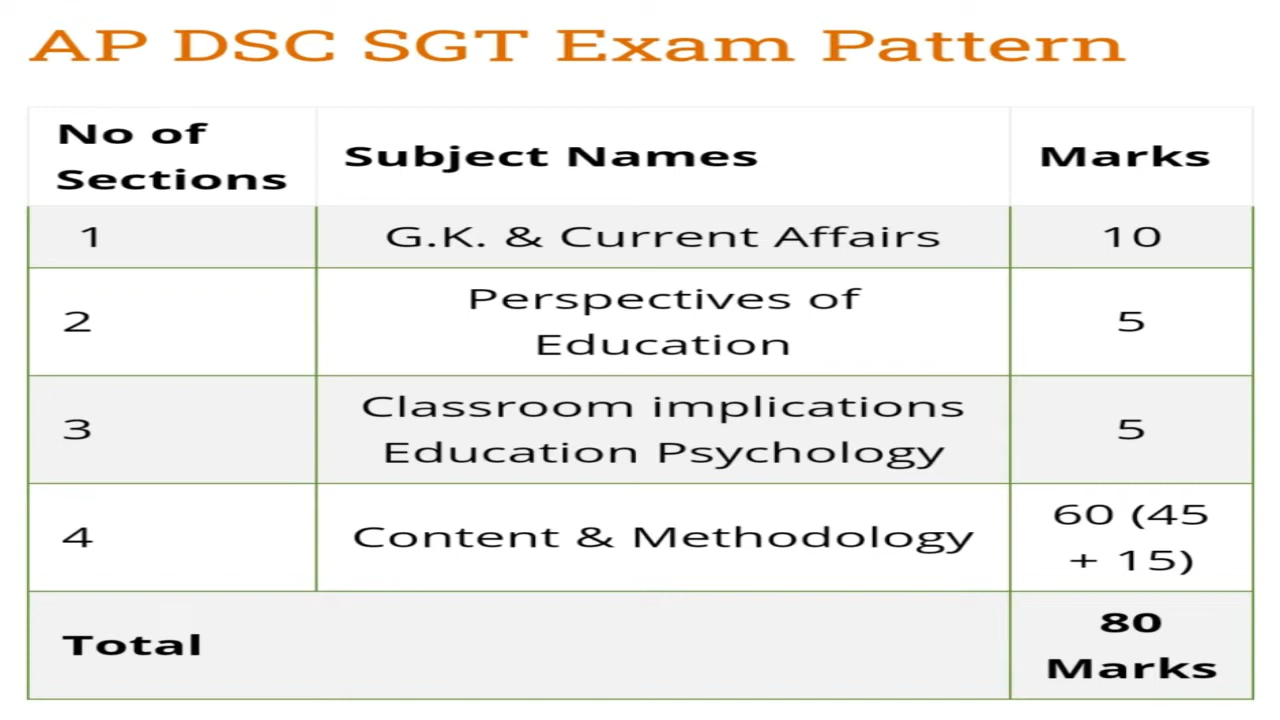 AP DSC SGT Exam Pattern
No of
Sections
Subject Names
Marks
1
G.K. & Current Affairs
10
2
Perspectives of
Education
5
3
Classroom implications
Education Psychology
5
4
Content & Methodology
60 (45
+ 15)
Total
80
Marks